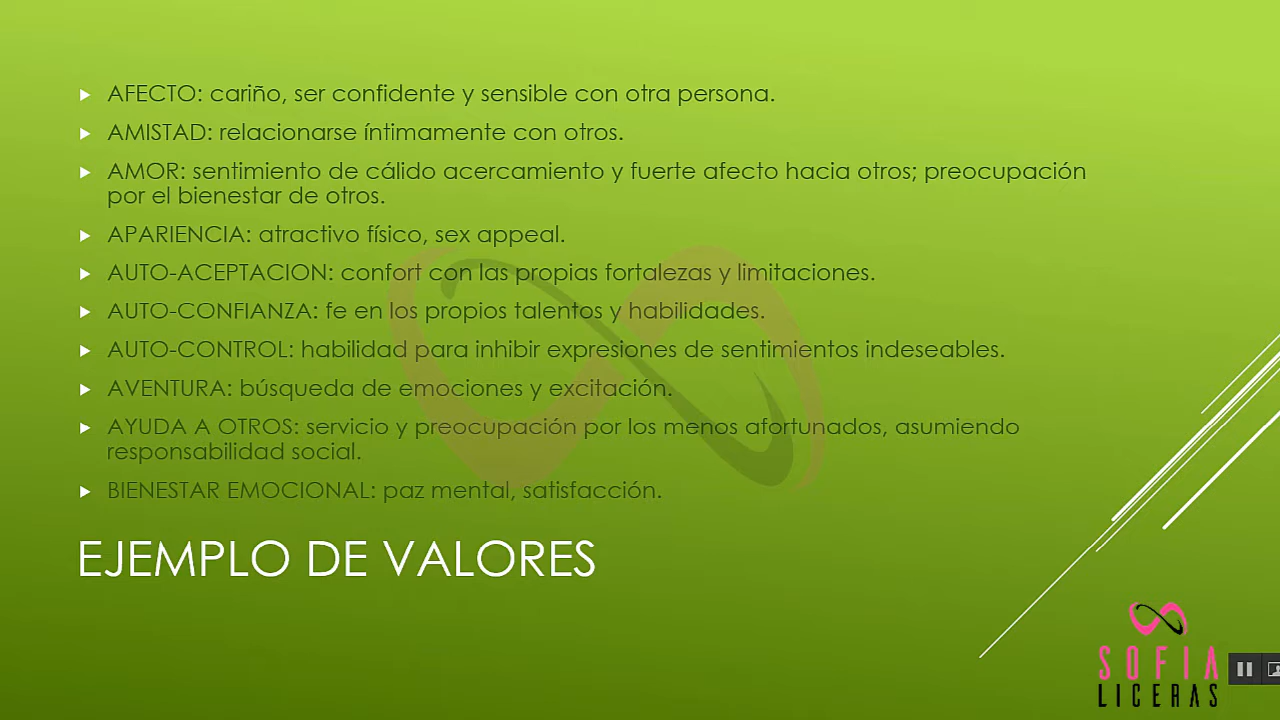 AFECTO: cariño, ser confidente y sensible con otra persona.
AMISTAD: relacionarse íntimamente con otros.
AMOR: sentimiento de cálido acercamiento y fuerte afecto hacia otros; preocupación
por el bienestar de otros.
APARIENCIA: atractivo físico, sex appeal.
AUTO-ACEPTACION: confort con las propias fortalezas y limitaciones.
AUTO-CONFIANZA: fe en los propios talentos y habilidades.
AUTO-CONTROL: habilidad para inhibir expresiones de sentimientos indeseables.
AVENTURA: búsqueda de emociones y excitación.
AYUDA A OTROS: servicio y preocupación por los menos afortunados, asumiendo
responsabilidad social.
BIENESTAR EMOCIONAL: paz mental, satisfacción.
EJEMPLO DE VALORES
SOFIA
LICERAS